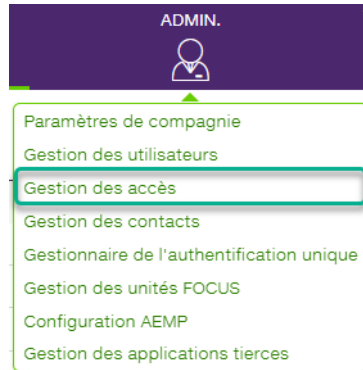 ADMIN.
Paramètres de compagnie
Gestion des utilisateurs
Gestion des accès
Gestion des contacts
Gestionnaire de l'authentification unique
Gestion des unités FOCUS
Configuration AEMP
Gestion des applications tierces